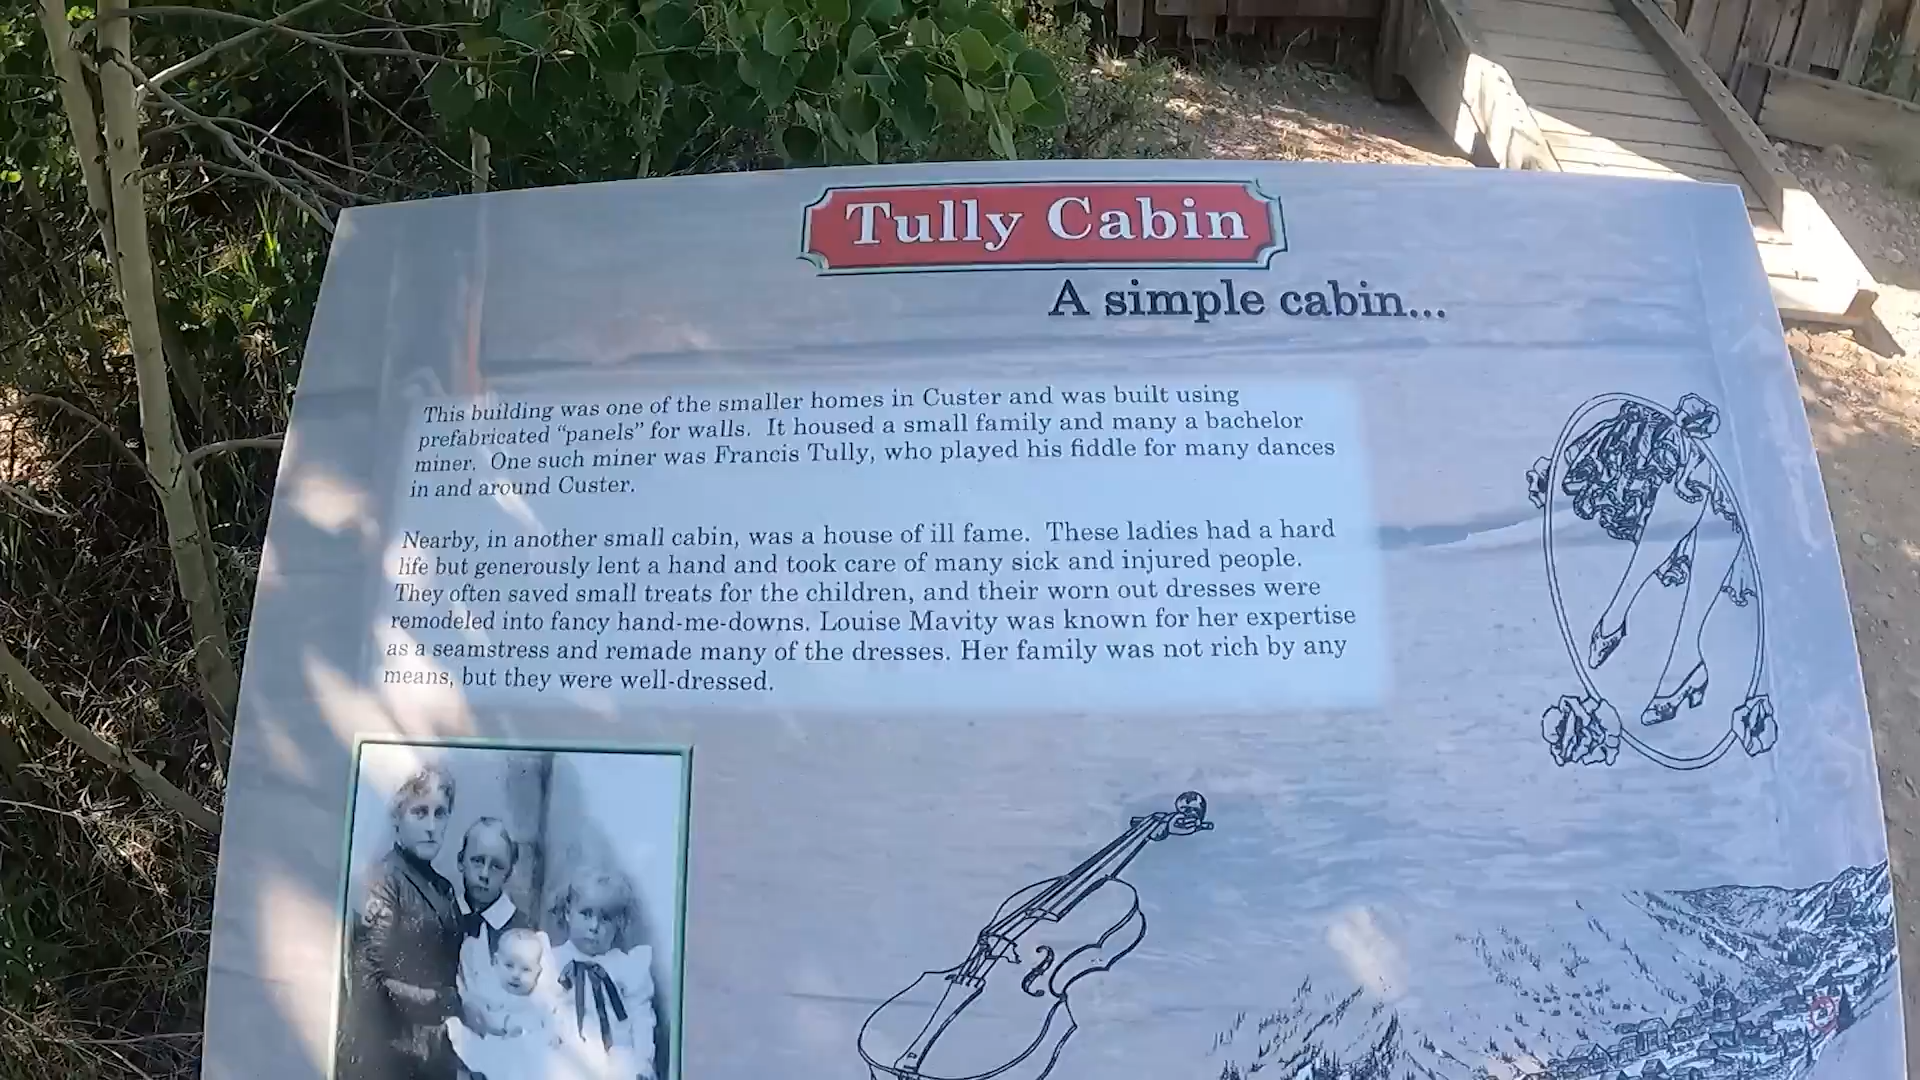 Tully Cabin
A simple cabin...
This building was one of the smaller homes in Custer and was built using
prefabricated “panels” for walls. It housed a small family and many a bachelor
miner. One such miner was Francis Tully, who played his fiddle for many dances
in and around Custer.
Nearby, in another small cabin, was a house of ill fame. These ladies had a hard
life but generously lent a hand and took care of many sick and injured people.
They often saved small treats for the children, and their worn out dresses were
remodeled into fancy hand-me-downs. Louise Mavity was known for her expertise
as a seamstress and remade many of the dresses. Her family was not rich by any
means, but they were well-dressed.